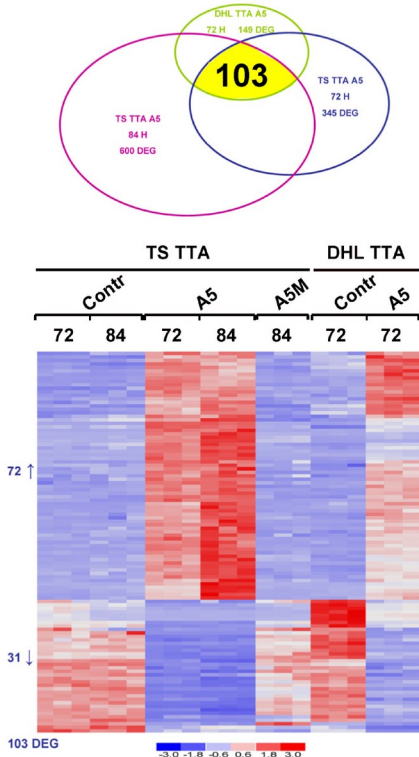 DHL TTA A5
72 H 149 DEG
103
TS TTA A5
72 H
345 DEG
TS TTA A5
84 H
600 DEG
TS TTA DHL TTA
Contr A5 A5M Contr A5
72 84 72 84 84 72 72
72 ↑
31 ↓
103 DEG
-3.0 -1.8 -0.6 0.6 1.8 3.0